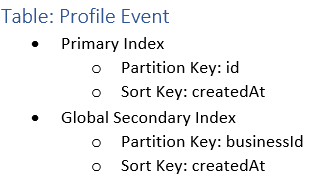 Table: Profile Event
• Primary Index
o Partition Key: id
o Sort Key: createdAt
• Global Secondary Index
o Partition Key: businessId
o Sort Key: createdAt